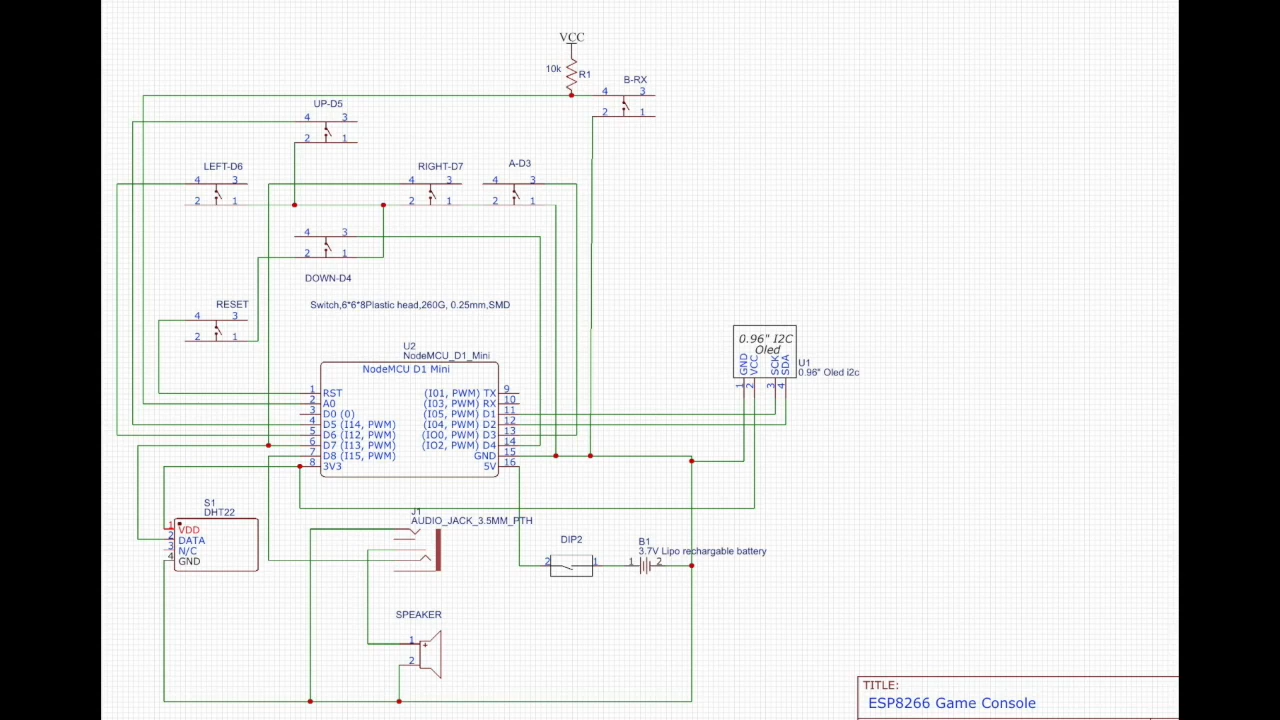 VCC
10k
R1
B-RX
4 3
2 1
UP-D5
4 3
2 1
LEFT-D6
4 3
2 1
RIGHT-D7
4 3
2 1
A-D3
4 3
2 1
4 3
2 1
DOWN-D4
RESET
4 3
2 1
Switch,6*6*8Plastic head,260G, 0.25mm,SMD
U2
NodeMCU_D1_Mini
NodeMCU D1 Mini
1 RST (I01, PWM) TX 9
2 A0 (I03, PWM) RX 10
3 D0 (0) (I05, PWM) D1 11
4 D5 (I14, PWM) (I04, PWM) D2 12
5 D6 (I12, PWM) (IO0, PWM) D3 13
6 D7 (I13, PWM) (IO2, PWM) D4 14
7 D8 (I15, PWM) GND 15
8 3V3 5V 16
0.96" I2C
Oled
GND
VCC
SCK
SDA
1 2 3 4
U1
0.96" Oled i2c
S1
DHT22
1 VDD
2 DATA
3 N/C
4 GND
J1
AUDIO_JACK_3.5MM_PTH
DIP2
2 1
B1
3.7V Lipo rechargable battery
1 2
SPEAKER
1 +
2
TITLE:
ESP8266 Game Console